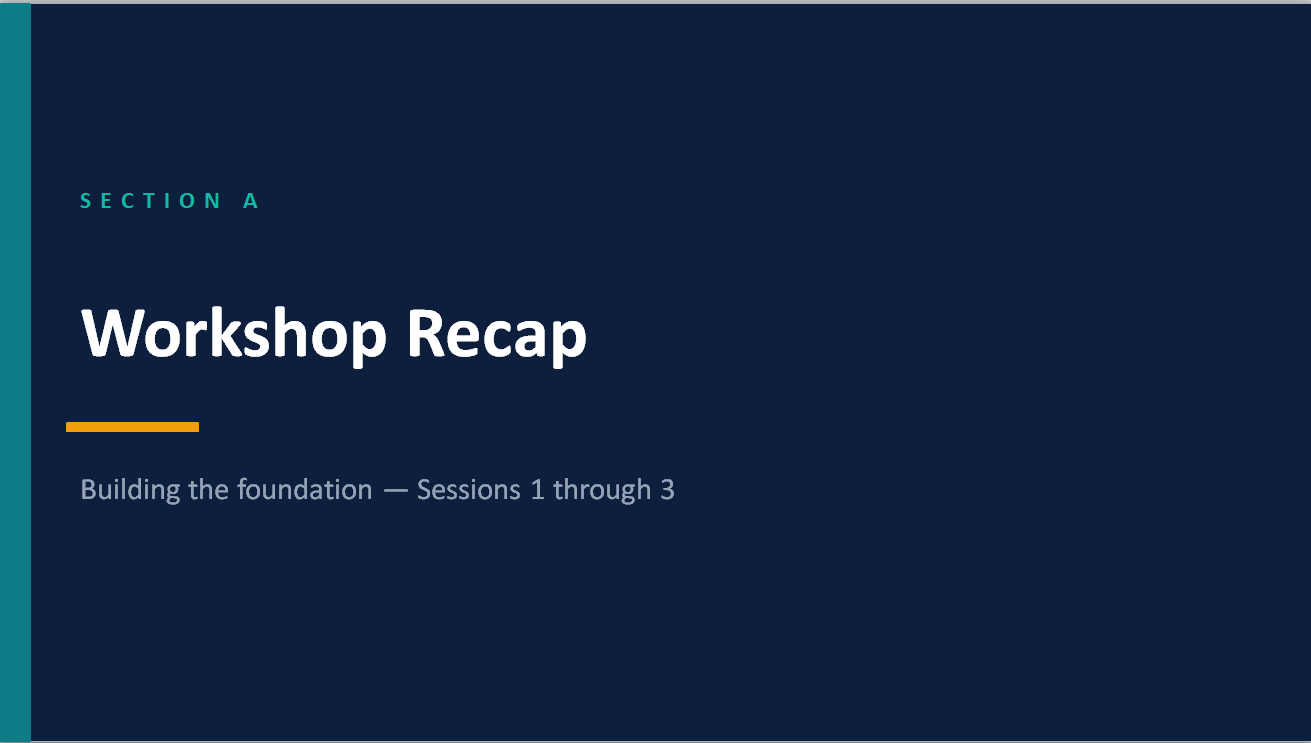 SECTION A
Workshop Recap
Building the foundation — Sessions 1 through 3